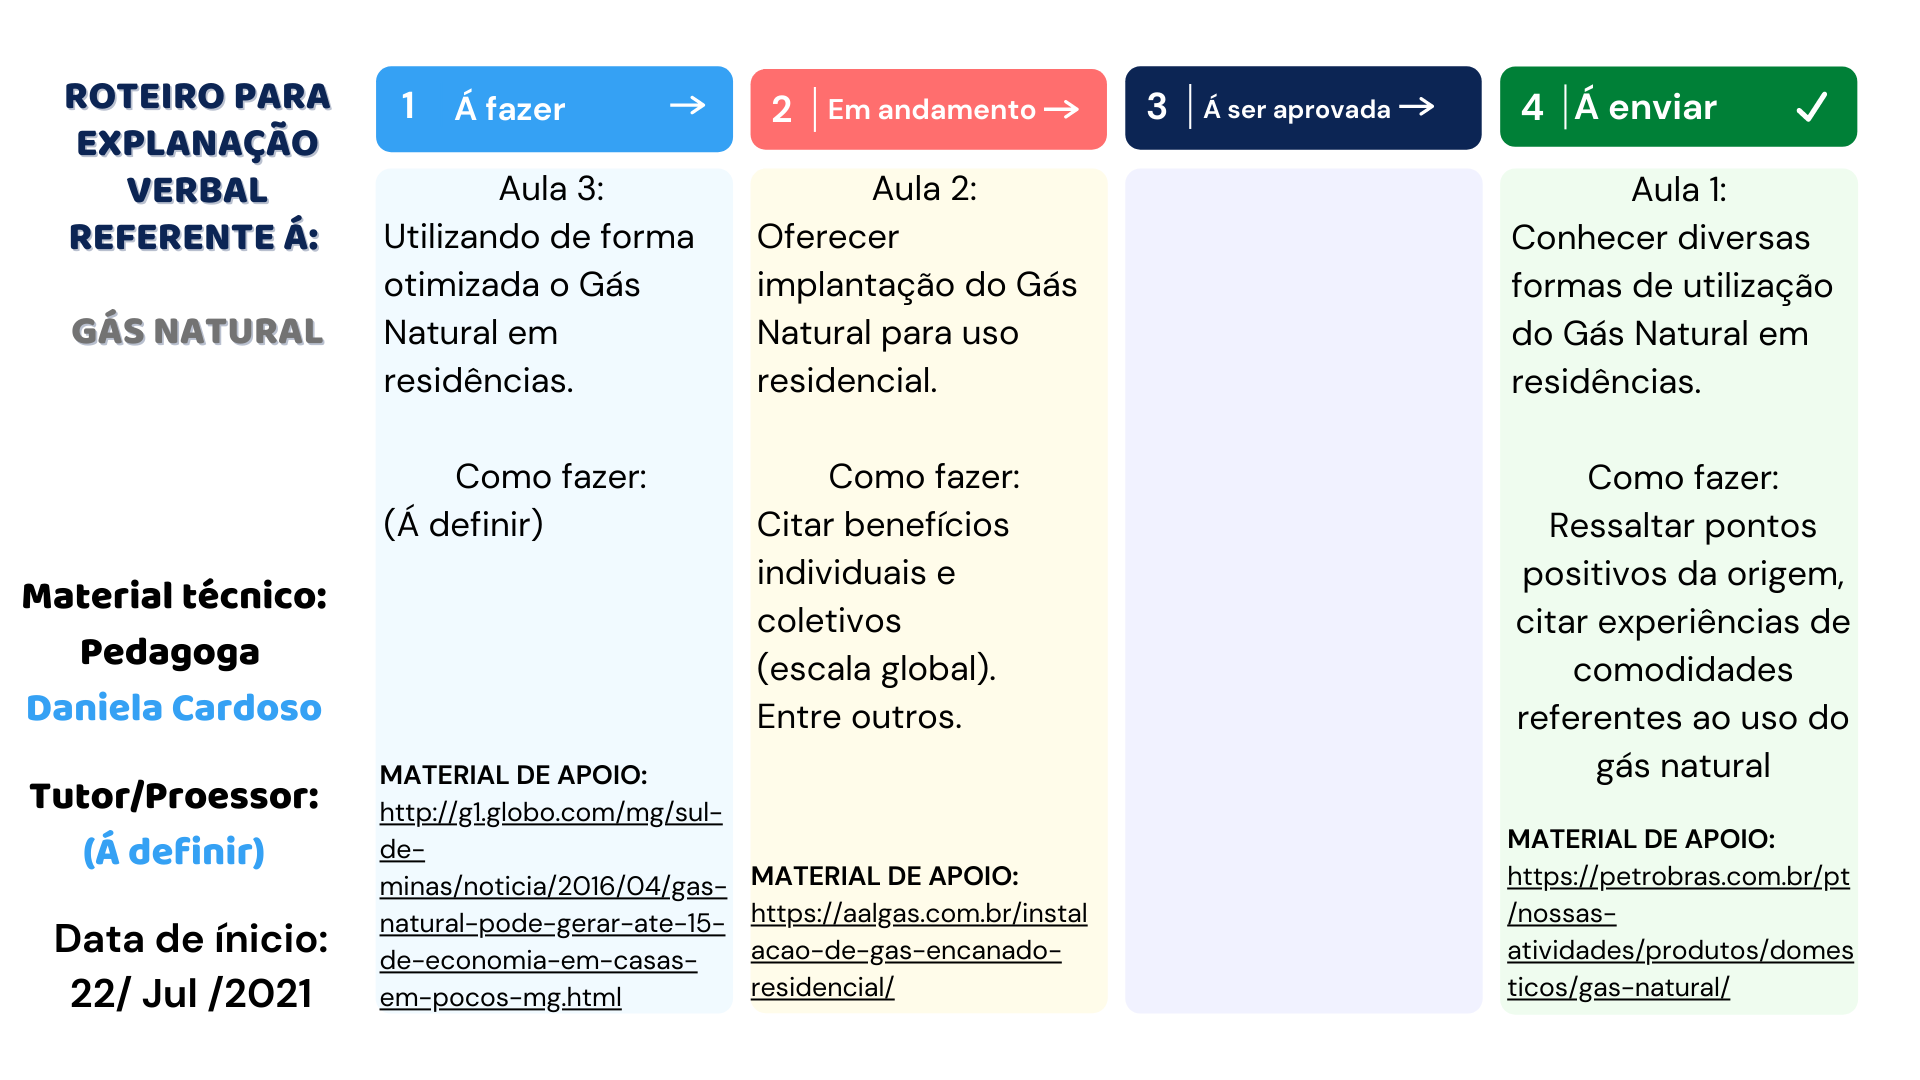 ROTEIRO PARA
EXPLANAÇÃO
VERBAL
REFERENTE Á:
GÁS NATURAL
Material técnico:
Pedagoga
Daniela Cardoso
Tutor/Proessor:
(Á definir)
Data de ínicio:
22/ Jul /2021
1 Á fazer
Aula 3:
Utilizando de forma
otimizada o Gás
Natural em
residências.
Como fazer:
(Á definir)
MATERIAL DE APOIO:
http://g1.globo.com/mg/sul-
de-
minas/noticia/2016/04/gas-
natural-pode-gerar-ate-15-
de-economia-em-casas-
em-pocos-mg.html
2 Em andamento
Aula 2:
Oferecer
implantação do Gás
Natural para uso
residencial.
Como fazer:
Citar benefícios
individuais e
coletivos
(escala global).
Entre outros.
MATERIAL DE APOIO:
https://aalgas.com.br/instal
acao-de-gas-encanado-
residencial/
3 Á ser aprovada
4 Á enviar
Aula 1:
Conhecer diversas
formas de utilização
do Gás Natural em
residências.
Como fazer:
Ressaltar pontos
positivos da origem,
citar experiências de
comodidades
referentes ao uso do
gás natural
MATERIAL DE APOIO:
https://petrobras.com.br/pt
/nossas-
atividades/produtos/domes
ticos/gas-natural/